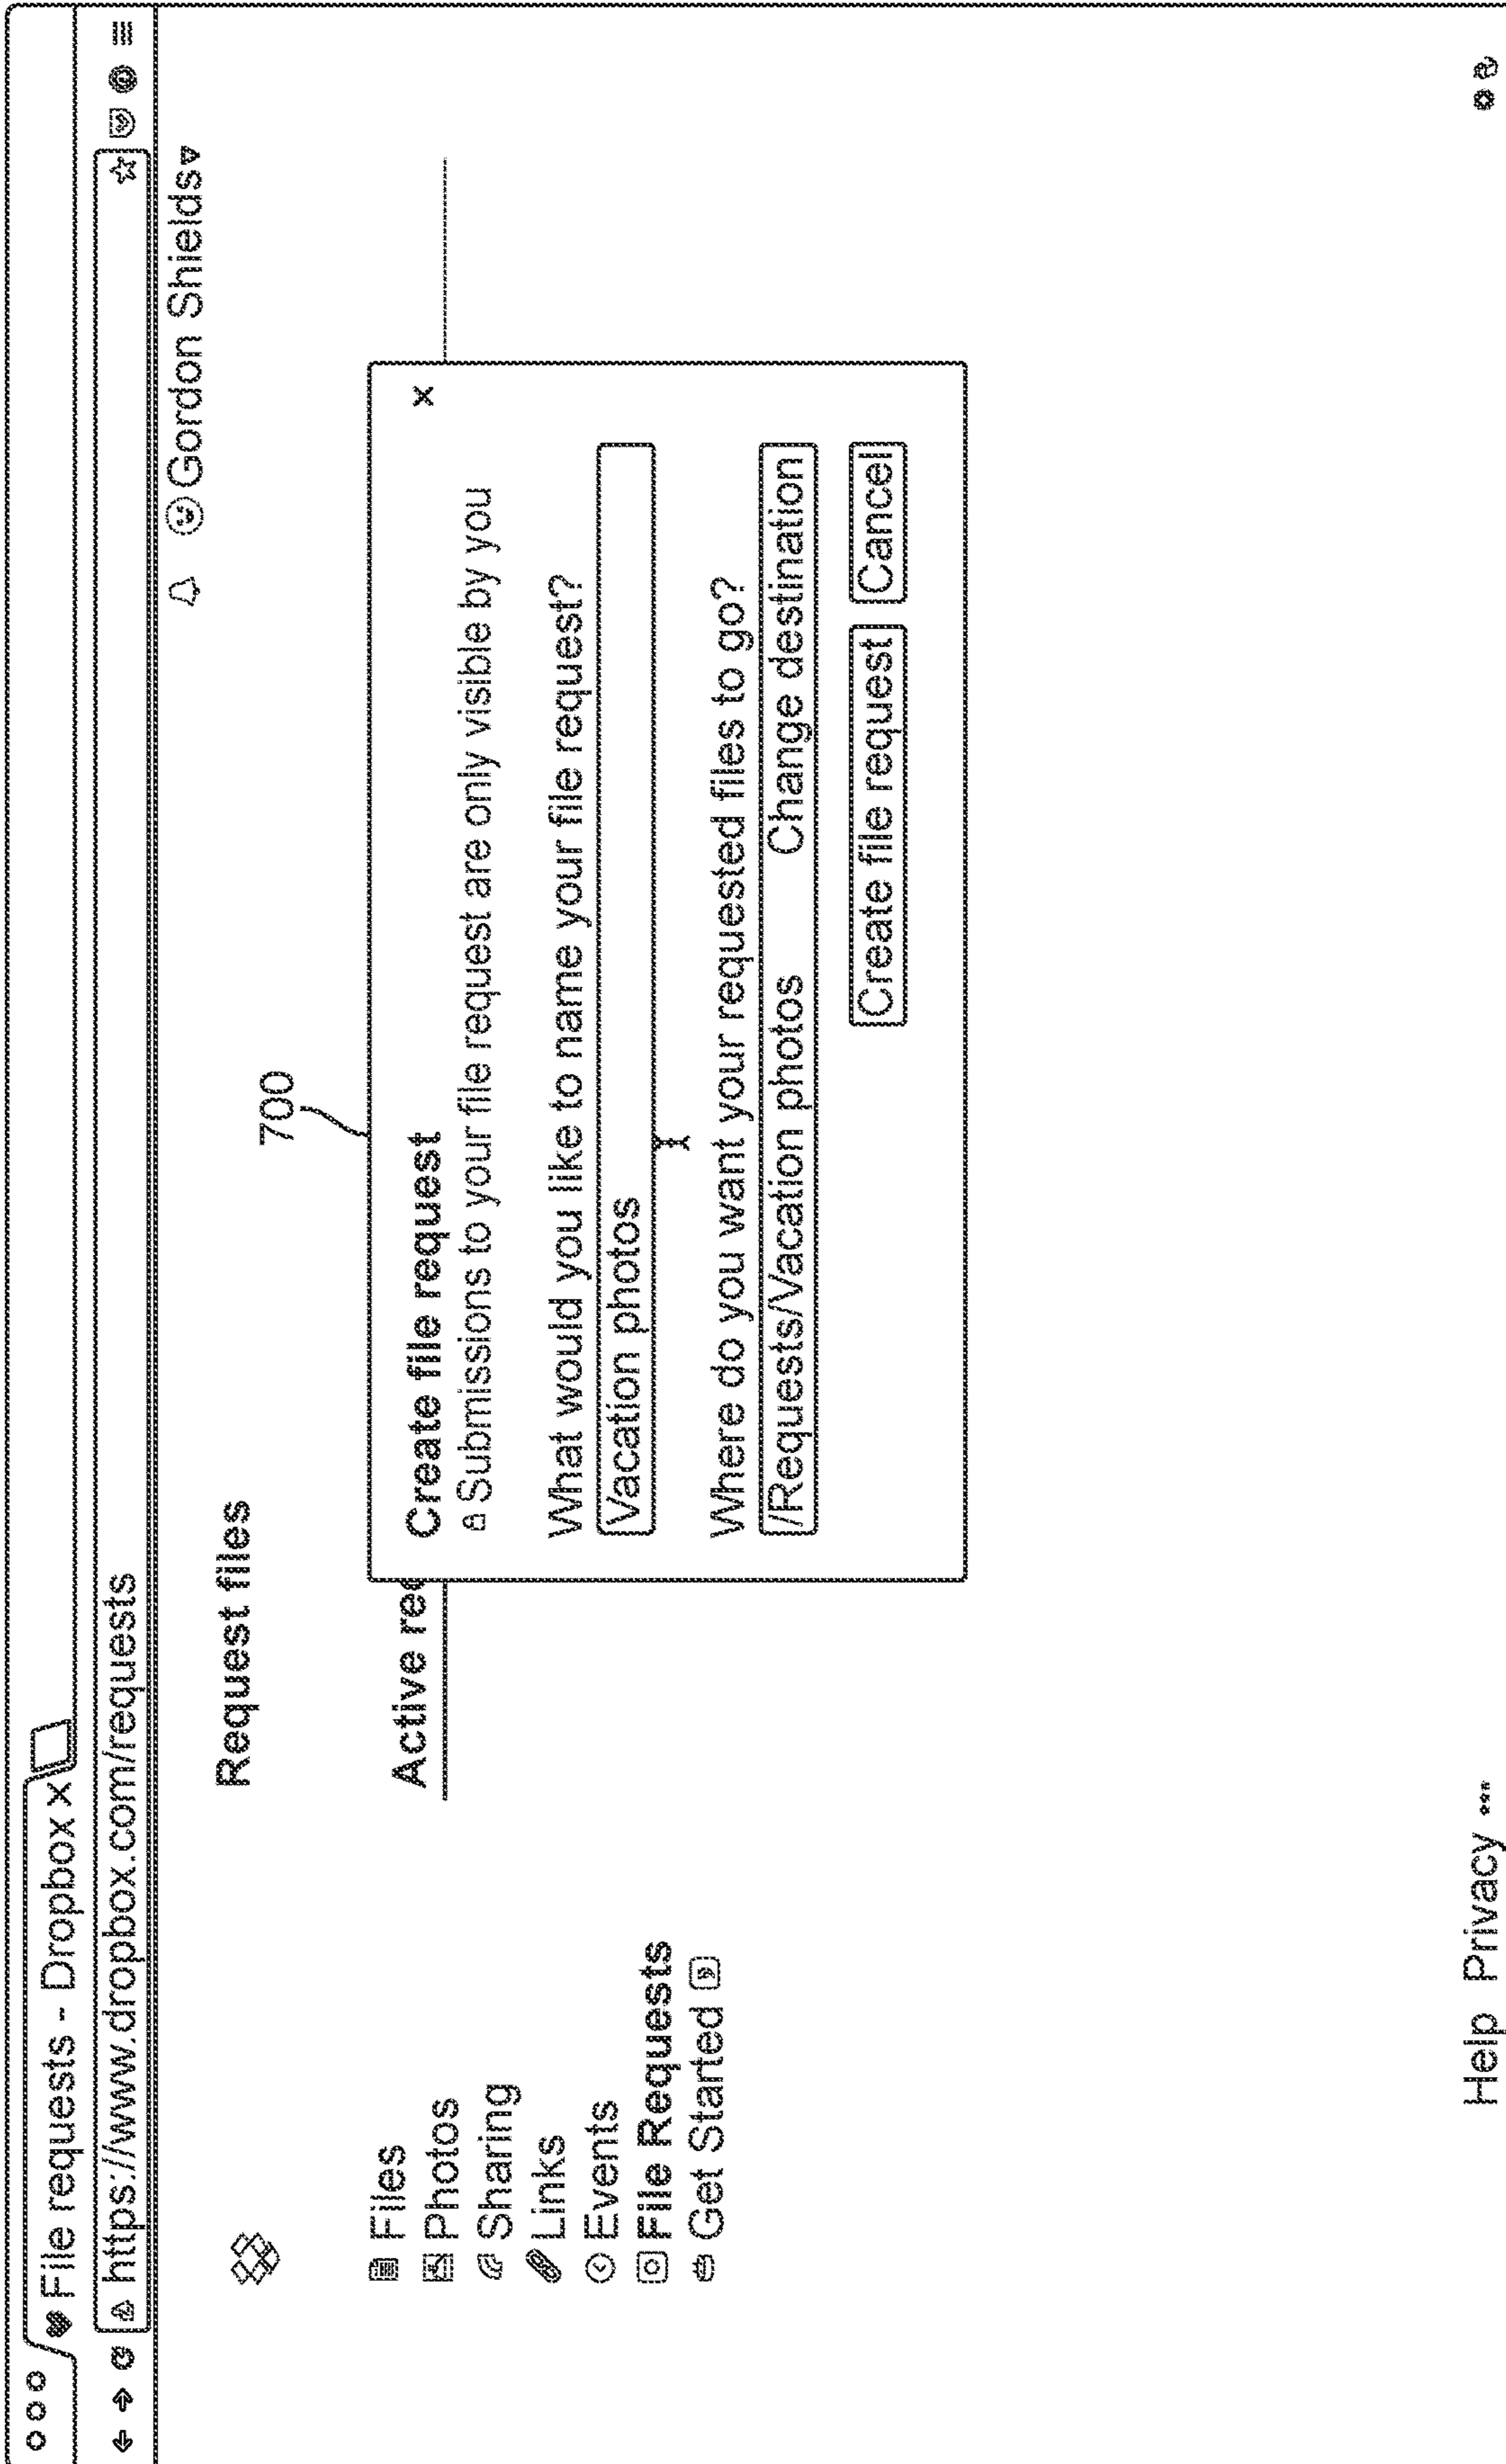 File requests - Dropbox x
https://www.dropbox.com/requests
Gordon Shields
Request files
700
Files
Photos
Sharing
Links
Events
File Requests
Get Started
Active req
Create file request
x
Submissions to your file request are only visible by you
What would you like to name your file request?
Vacation photos
Where do you want your requested files to go?
/Requests/Vacation photos Change destination
Create file request Cancel
Help Privacy •••